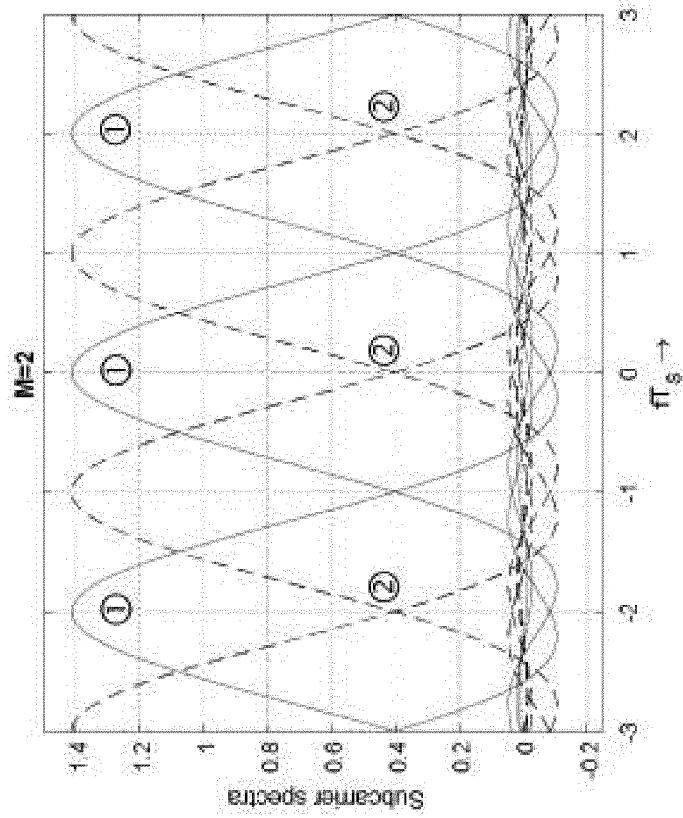 M=2
Subcarrier spectra
1.4
1.2
1
0.8
0.6
0.4
0.2
0
-0.2
① ① ①
② ② ②
-3 -2 -1 0 1 2 3
fT_s →